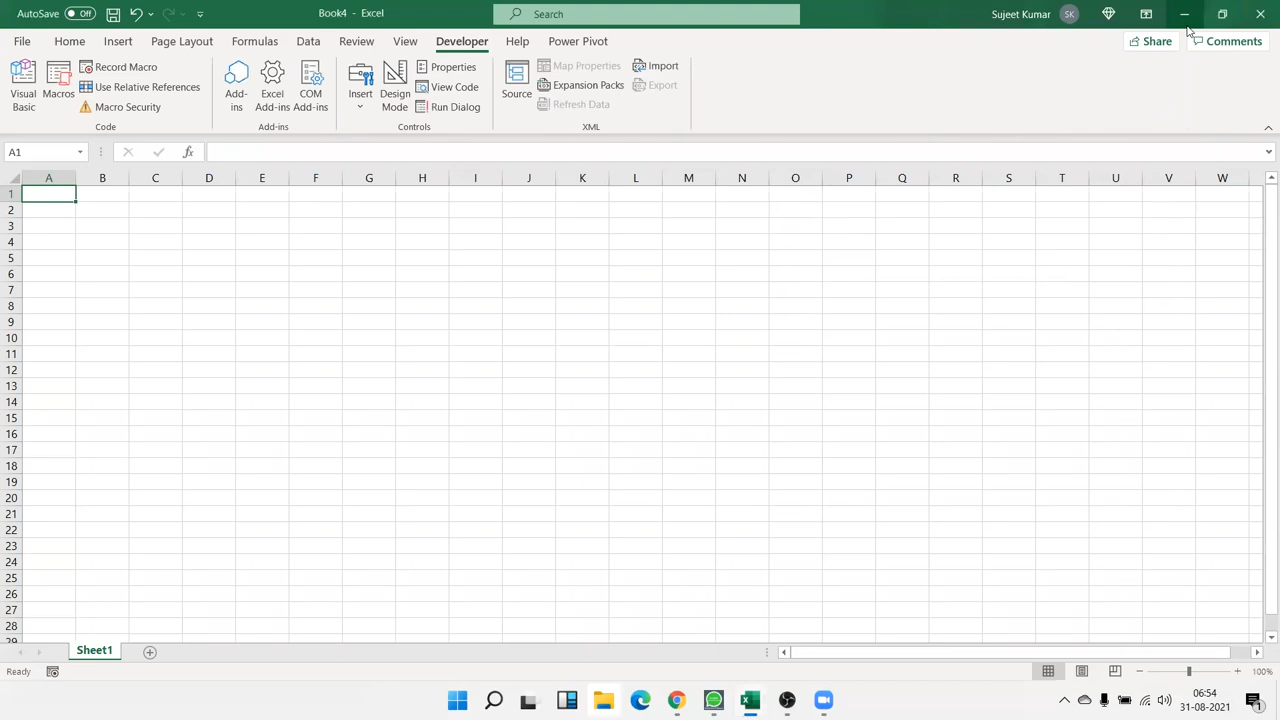 AutoSave Off Book4 - Excel Search Sujeet Kumar SK
File Home Insert Page Layout Formulas Data Review View Developer Help Power Pivot Share Comments
Visual Basic
Macros
Record Macro
Use Relative References
Macro Security
Code
Add-ins
Excel Add-ins
COM Add-ins
Add-ins
Insert
Design Mode
Properties
View Code
Run Dialog
Controls
Source
Map Properties
Expansion Packs
Refresh Data
Import
Export
XML
A1 fx
A B C D E F G H I J K L M N O P Q R S T U V W
1
2
3
4
5
6
7
8
9
10
11
12
13
14
15
16
17
18
19
20
21
22
23
24
25
26
27
28
29
Sheet1
Ready 100%
06:54
31-08-2021
1